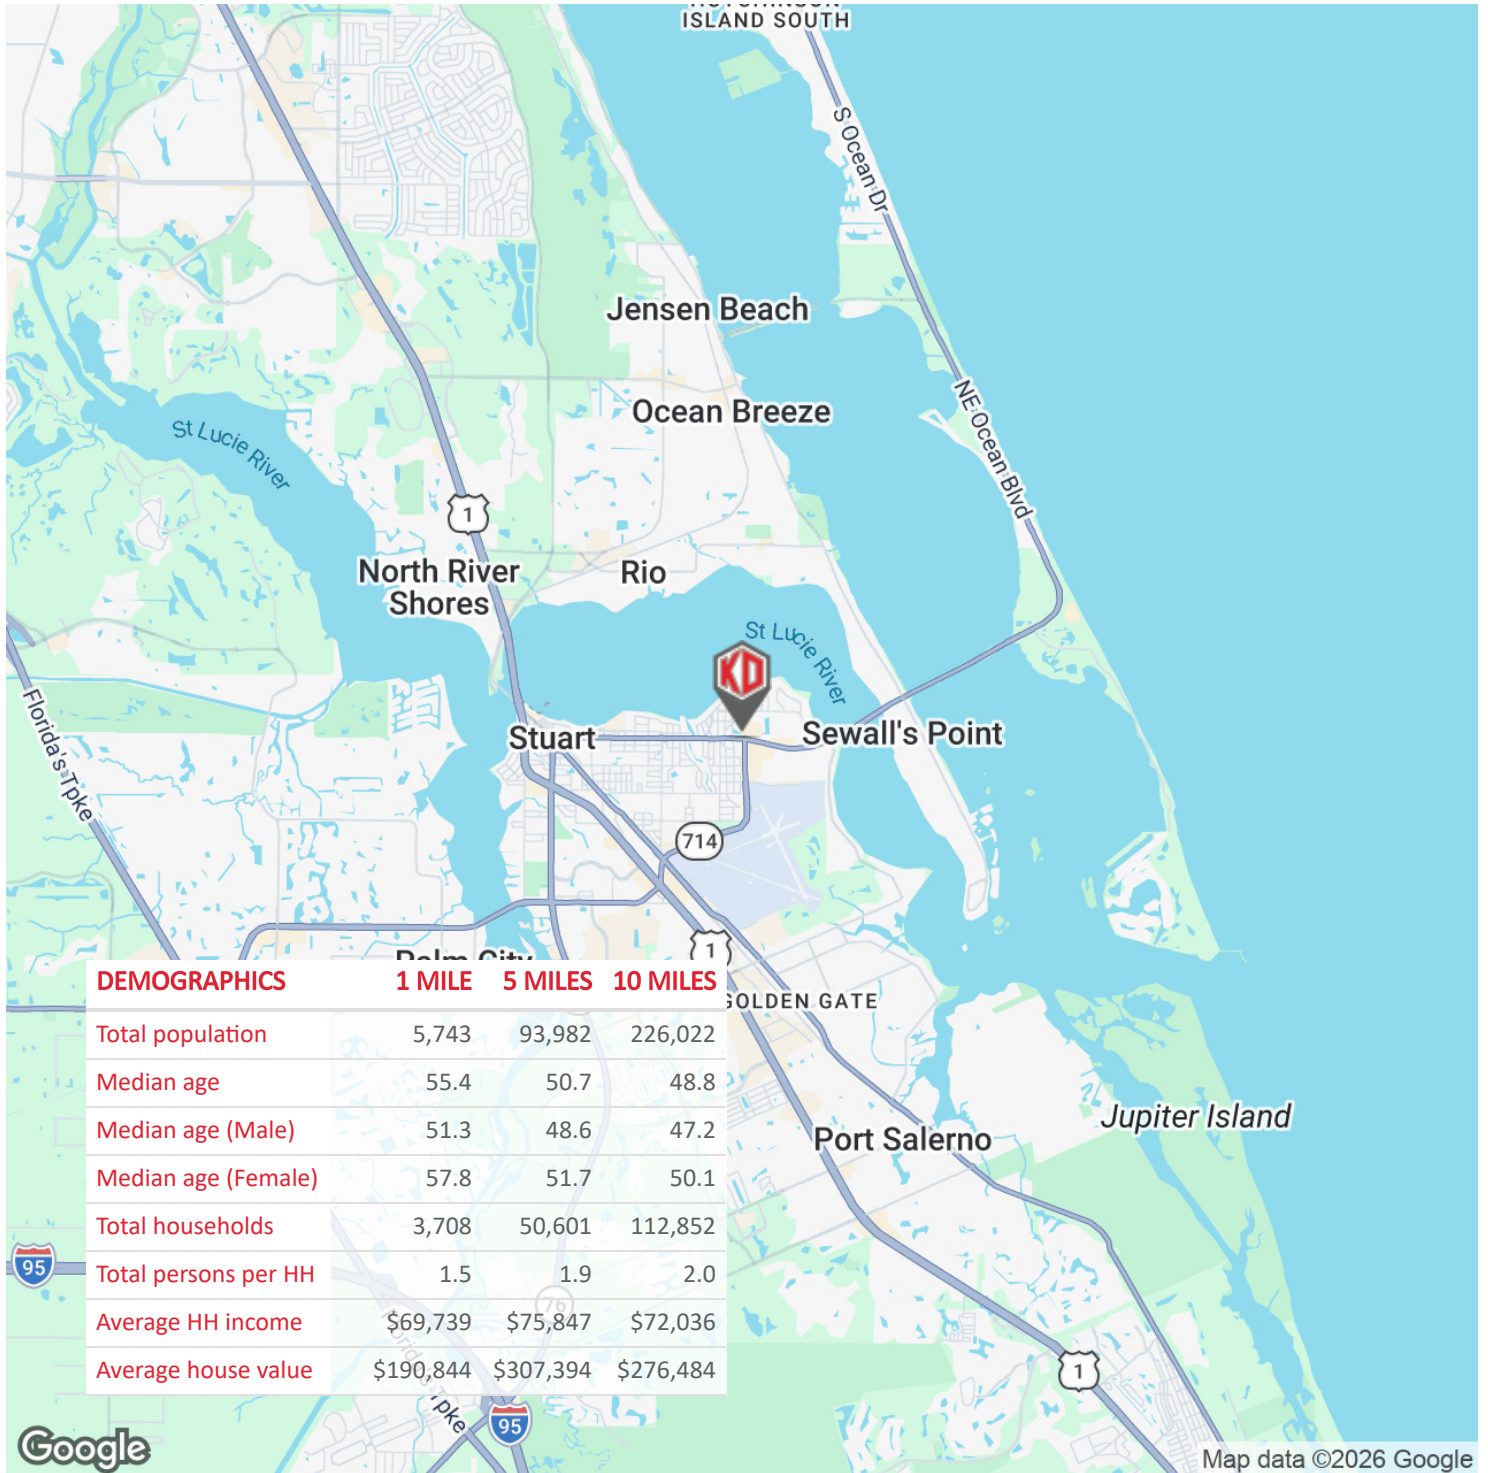 HUTCHINSON
ISLAND SOUTH
S Ocean Dr
Jensen Beach
NE Ocean Blvd
Ocean Breeze
St Lucie River
1
North River
Shores
Rio
St Lucie River
KD
Stuart
Sewall's Point
Florida's Tpke
714
1
Palm City
GOLDEN GATE
DEMOGRAPHICS 1 MILE 5 MILES 10 MILES
Total population 5,743 93,982 226,022
Median age 55.4 50.7 48.8
Median age (Male) 51.3 48.6 47.2
Median age (Female) 57.8 51.7 50.1
Total households 3,708 50,601 112,852
Total persons per HH 1.5 1.9 2.0
Average HH income $69,739 $75,847 $72,036
Average house value $190,844 $307,394 $276,484
Jupiter Island
Port Salerno
95
76
Florida's Tpke
1
95
Google
Map data ©2026 Google